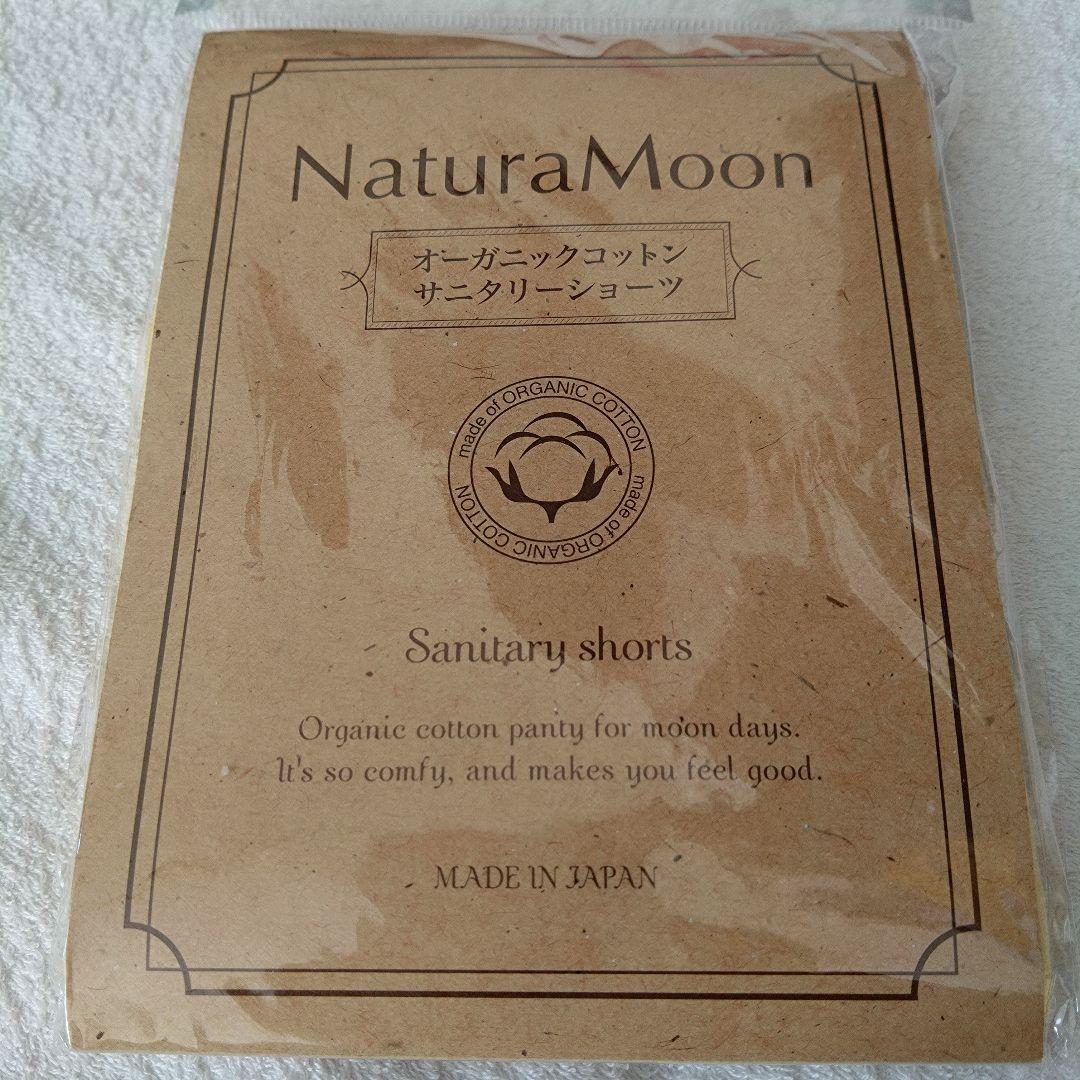 NaturaMoon
オーガニックコットン
サニタリーショーツ
made of ORGANIC COTTON
made of ORGANIC COTTON
Sanitary shorts
Organic cotton panty for moon days.
It's so comfy, and makes you feel good.
MADE IN JAPAN